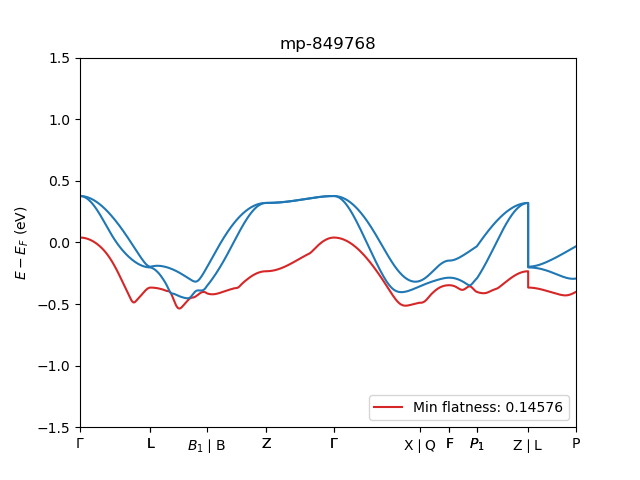 mp-849768
E − E_F (eV)
1.5
1.0
0.5
0.0
−0.5
−1.0
−1.5
Min flatness: 0.14576
Γ L B₁ | B Z Γ X | Q F P₁ Z | L P